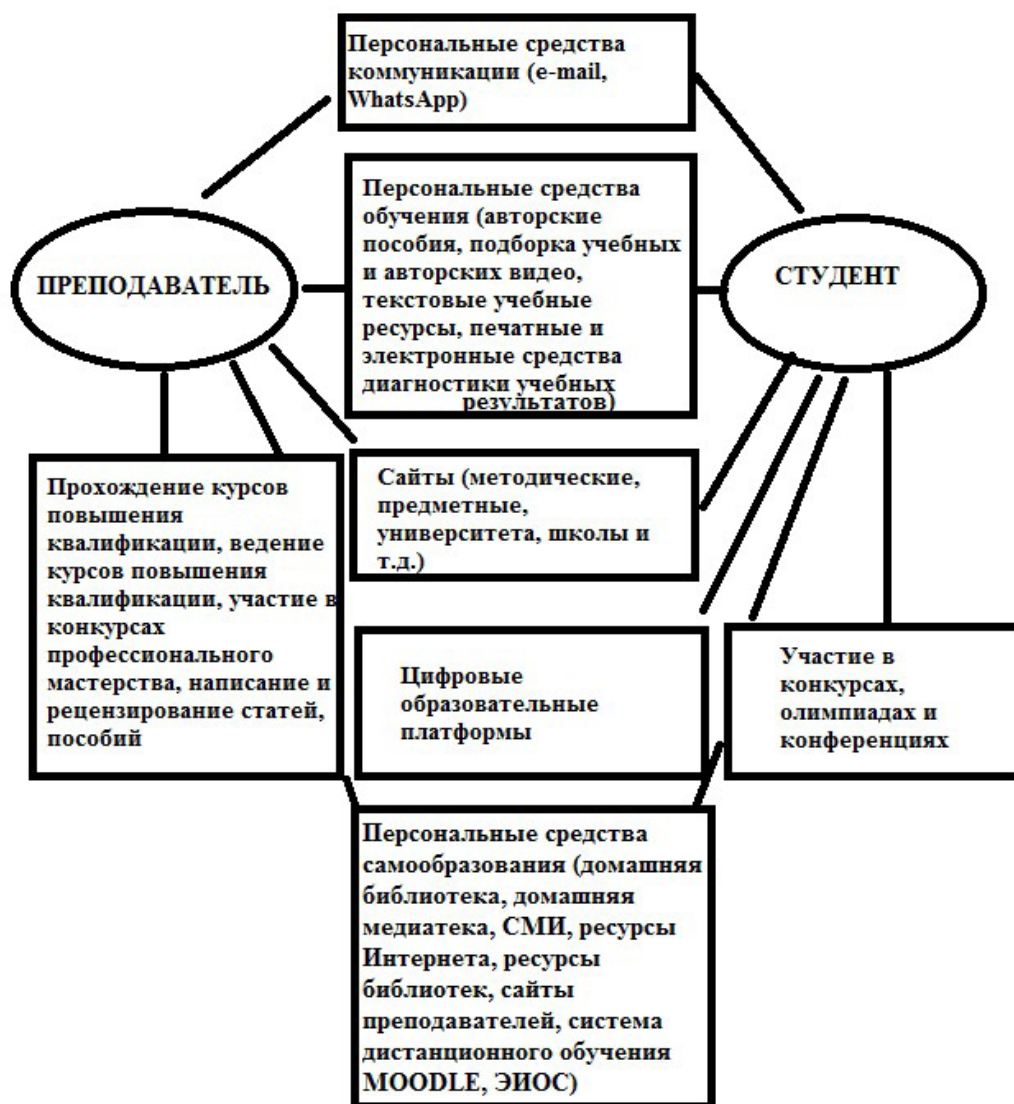 Персональные средства
коммуникации (e-mail,
WhatsApp)
Персональные средства
обучения (авторские
пособия, подборка учебных
и авторских видео,
текстовые учебные
ресурсы, печатные и
электронные средства
диагностики учебных
результатов)
ПРЕПОДАВАТЕЛЬ
СТУДЕНТ
Прохождение курсов
повышения
квалификации, ведение
курсов повышения
квалификации, участие в
конкурсах
профессионального
мастерства, написание и
рецензирование статей,
пособий
Сайты (методические,
предметные,
университета, школы и
т.д.)
Цифровые
образовательные
платформы
Участие в
конкурсах,
олимпиадах и
конференциях
Персональные средства
самообразования (домашняя
библиотека, домашняя
медиатека, СМИ, ресурсы
Интернета, ресурсы
библиотек, сайты
преподавателей, система
дистанционного обучения
MOODLE, ЭИОС)